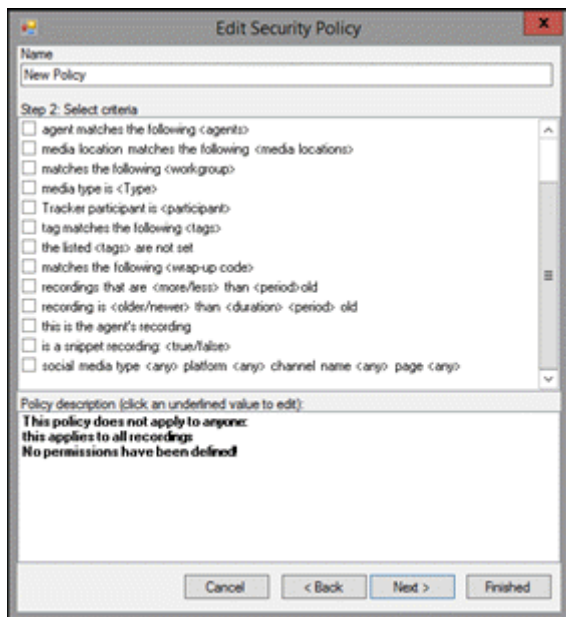 Edit Security Policy
x
Name
New Policy
Step 2: Select criteria
agent matches the following <agents>
media location matches the following <media locations>
matches the following <workgroup>
media type is <Type>
Tracker participant is <participant>
tag matches the following <tags>
the listed <tags> are not set
matches the following <wrap-up code>
recordings that are <more/less> than <period>old
recording is <older/newer> than <duration> <period> old
this is the agent's recording
is a snippet recording: <true/false>
social media type <any> platform <any> channel name <any> page <any>
Policy description (click an underlined value to edit):
This policy does not apply to anyone:
this applies to all recordings
No permissions have been defined!
Cancel
< Back
Next >
Finished